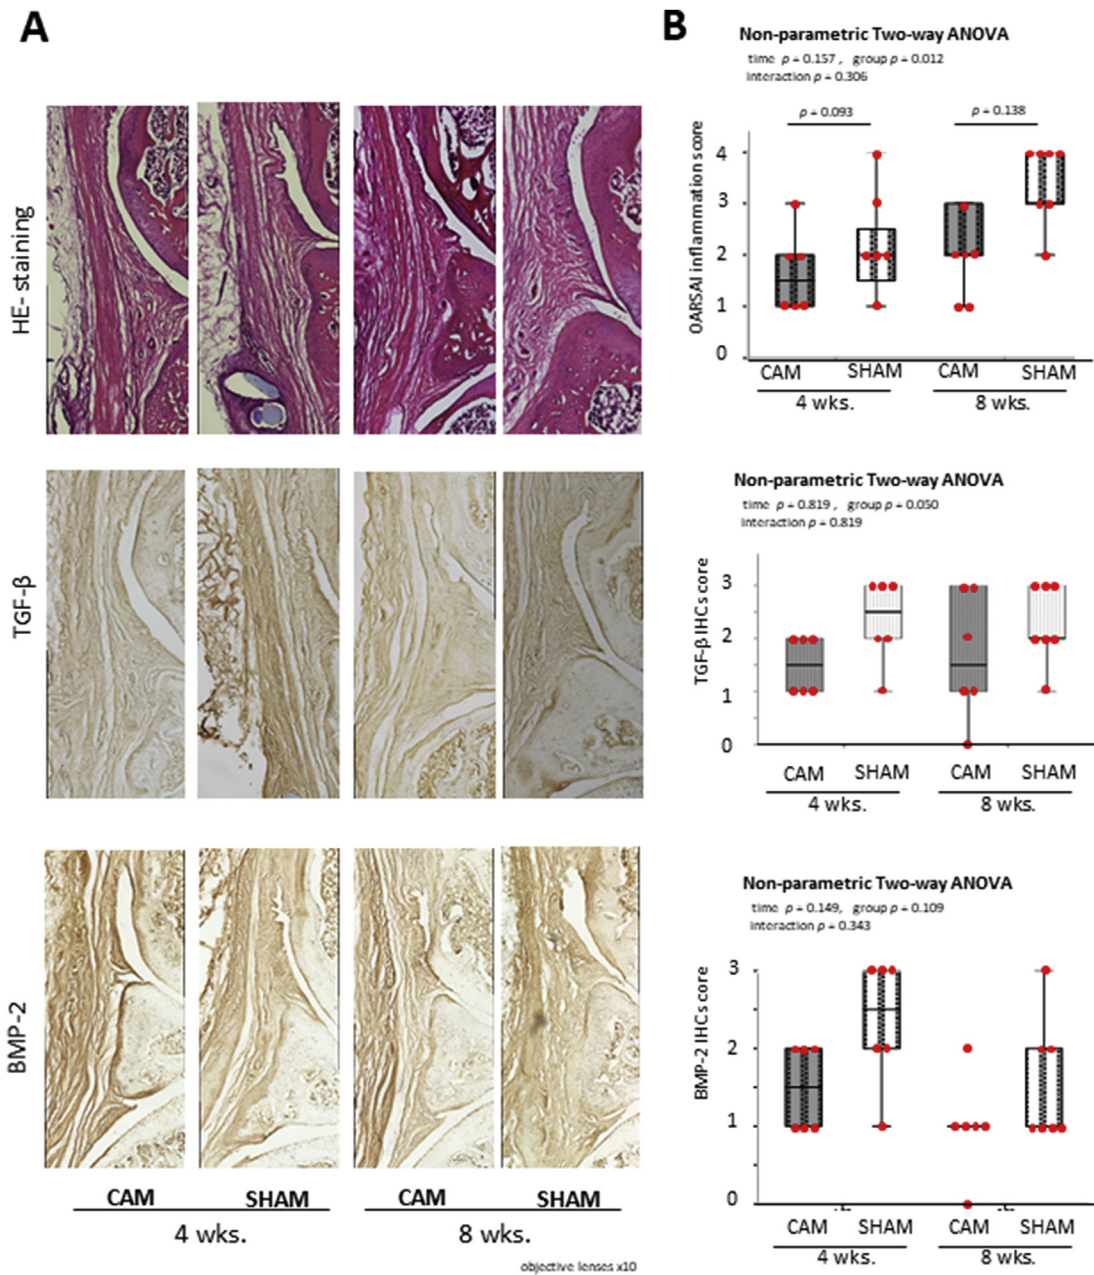 A
HE- staining
TGF-β
BMP-2
CAM SHAM CAM SHAM
4 wks. 8 wks.
objective lenses x10
B
Non-parametric Two-way ANOVA
time p = 0.157 , group p = 0.012
interaction p = 0.306
p = 0.093 p = 0.138
OARSAI inflammation score
4
3
2
1
0
CAM SHAM CAM SHAM
4 wks. 8 wks.
Non-parametric Two-way ANOVA
time p = 0.819 , group p = 0.050
interaction p = 0.819
TGF-β IHC score
3
2
1
0
CAM SHAM CAM SHAM
4 wks. 8 wks.
Non-parametric Two-way ANOVA
time p = 0.149, group p = 0.109
interaction p = 0.343
BMP-2 IHC score
3
2
1
0
CAM SHAM CAM SHAM
4 wks. 8 wks.